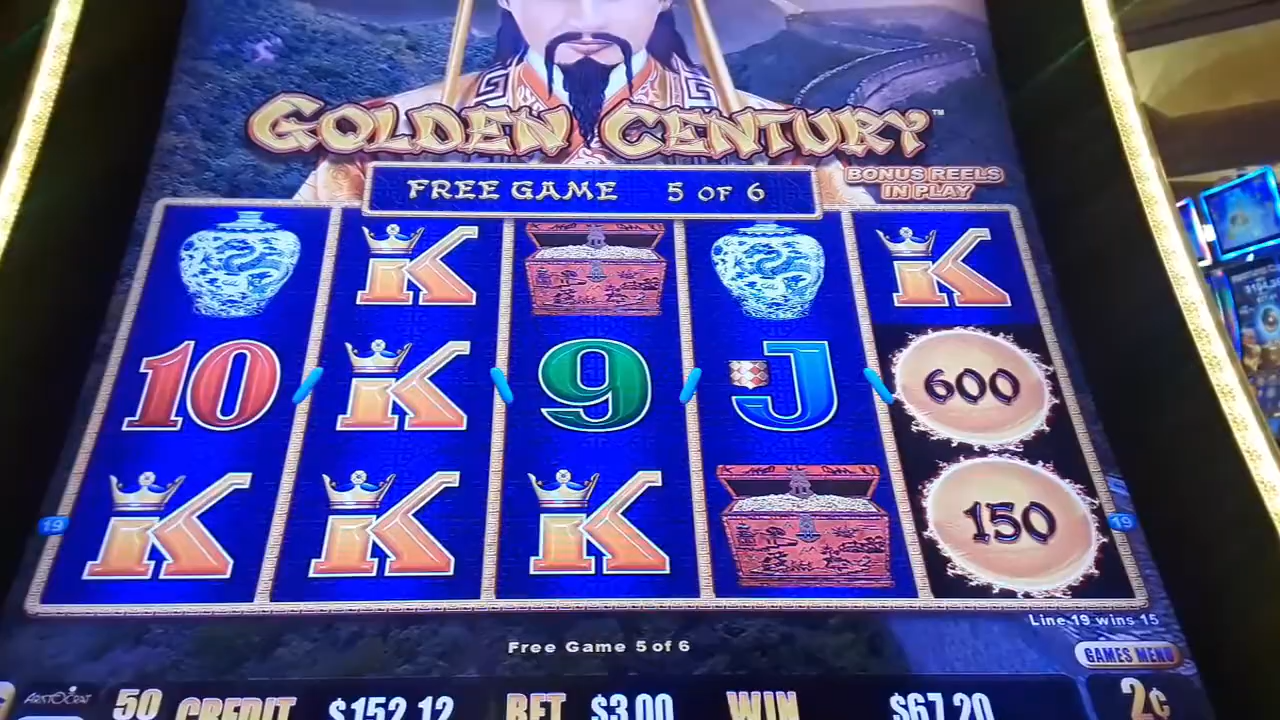 GOLDEN CENTURY™
BONUS REELS
IN PLAY
FREE GAME 5 OF 6
K K
10 K 9 J 600
K K K 150
19 19
Line 19 wins 15
Free Game 5 of 6
GAMES MENU
ARISTOCRAT 50 CREDIT $152.12 BET $3.00 WIN $67.20 2¢